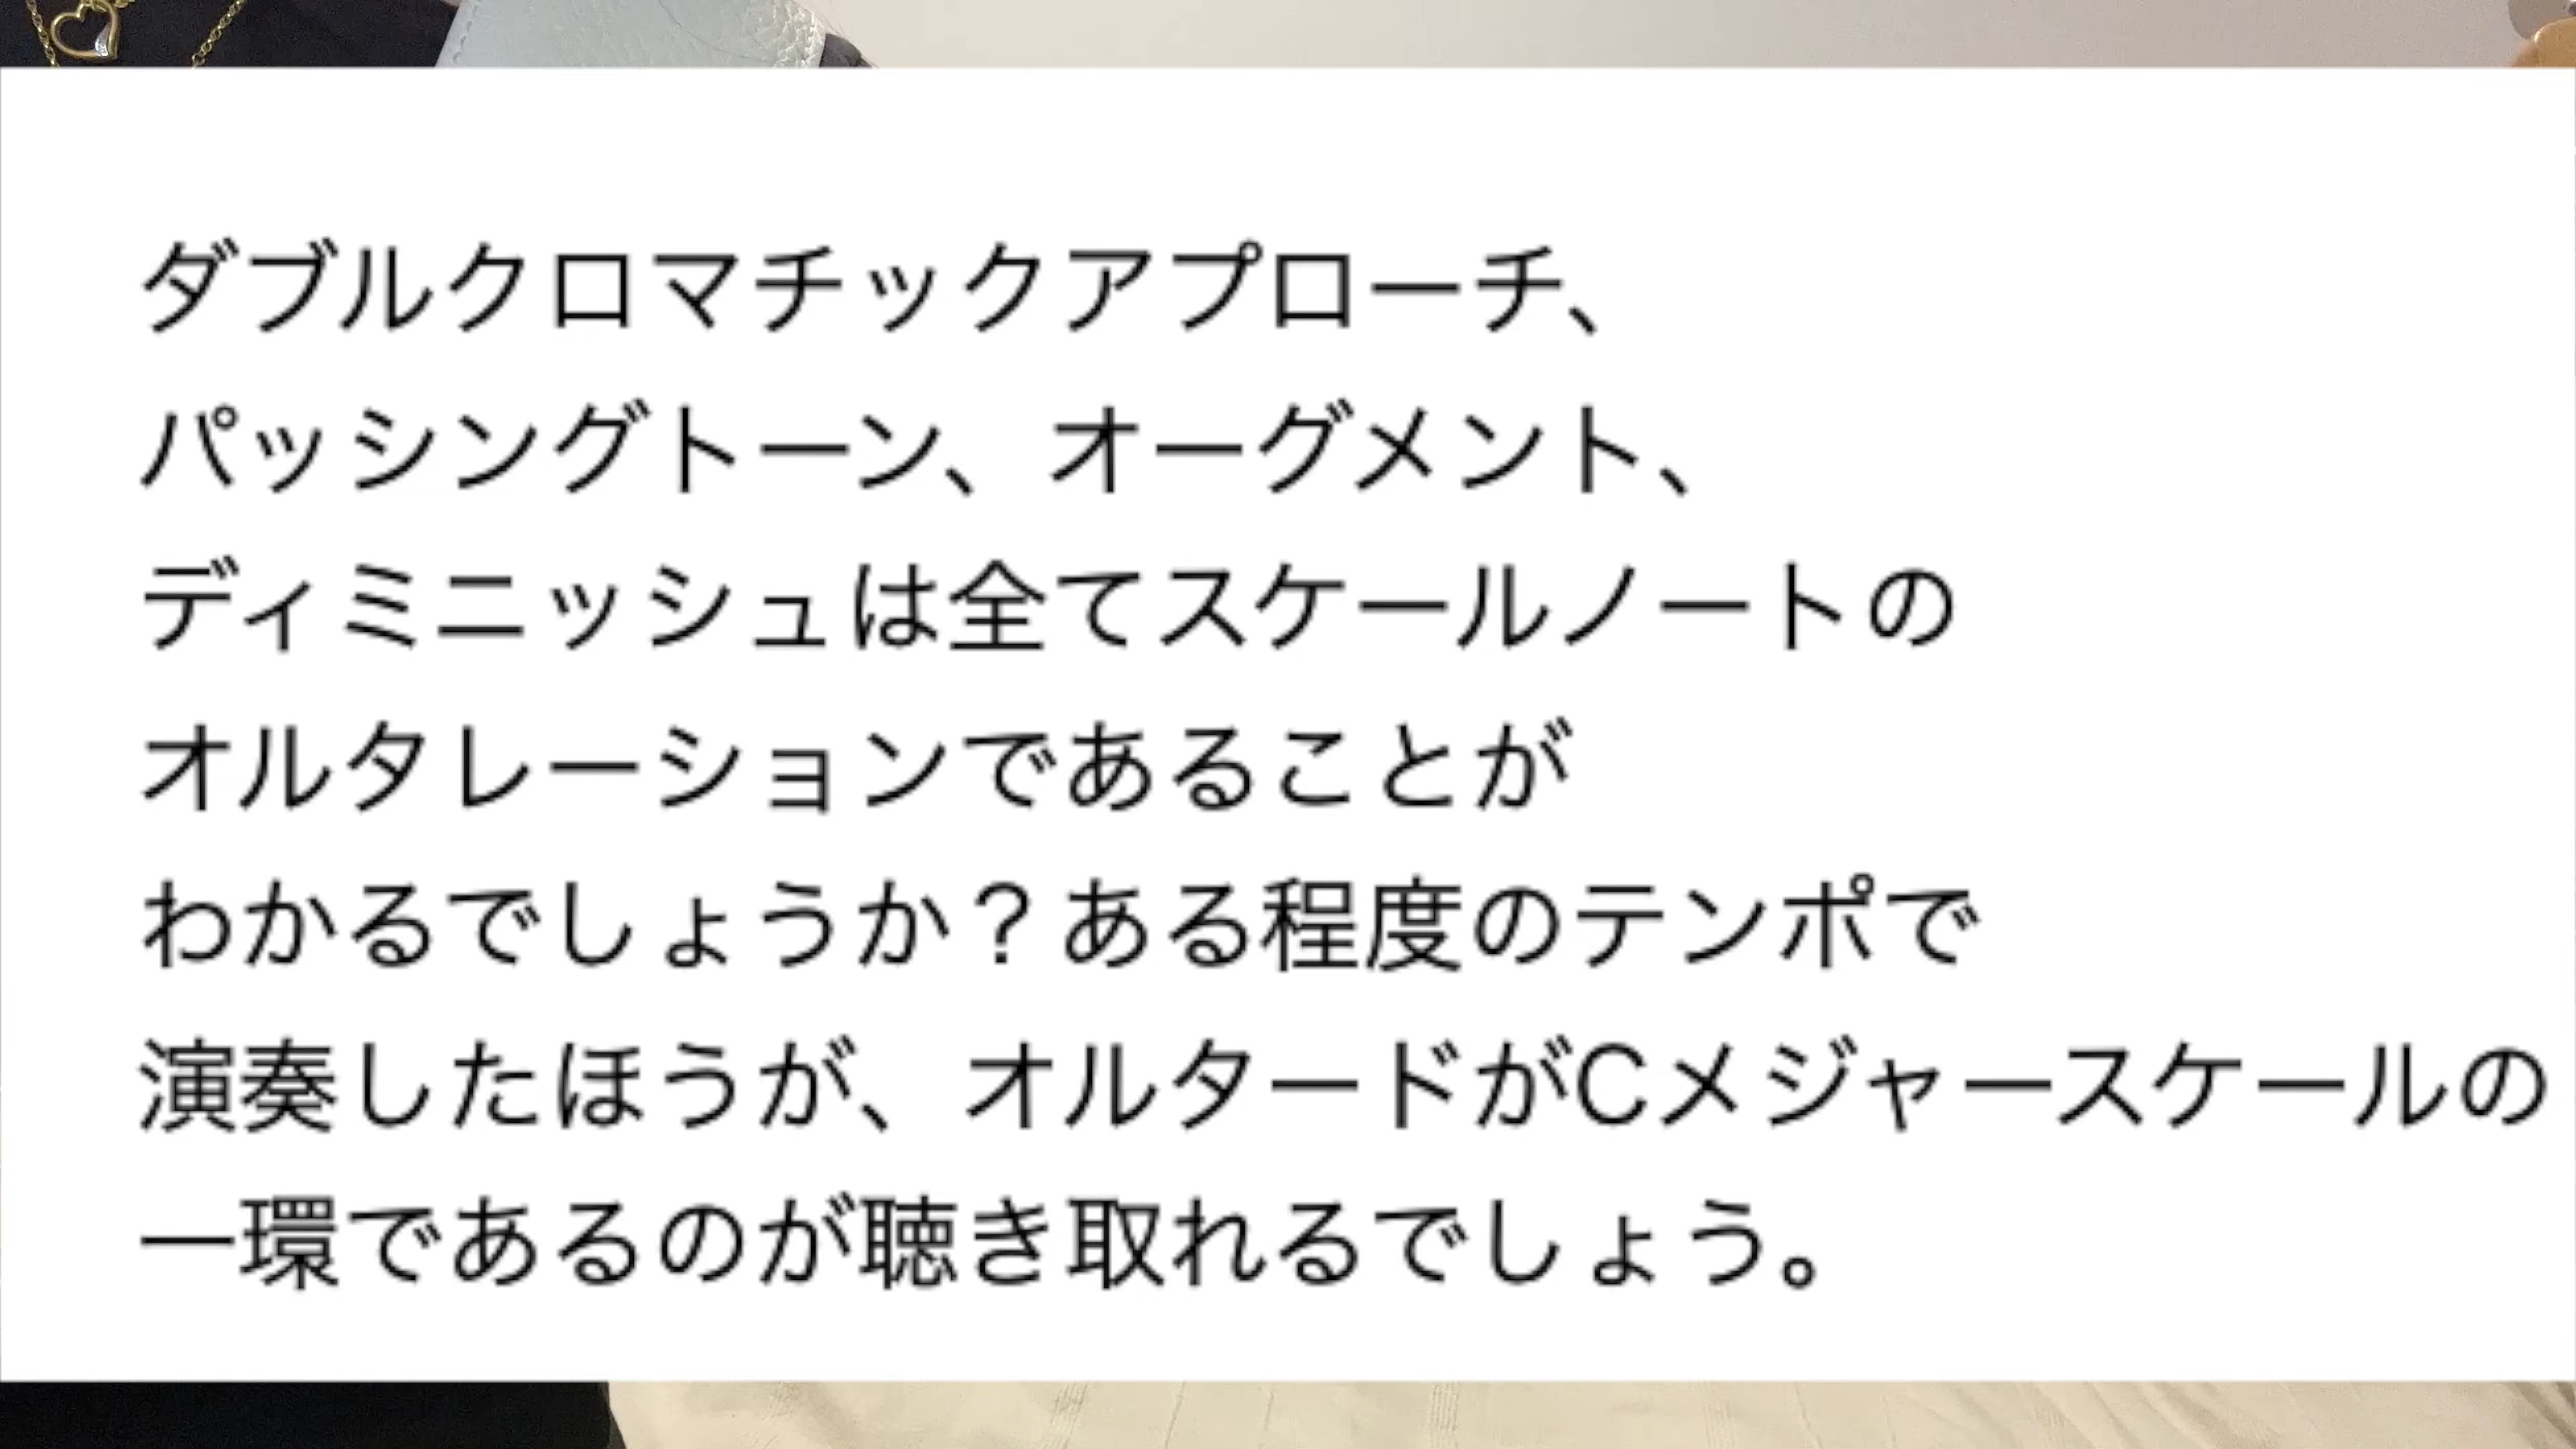 ダブルクロマチックアプローチ、
パッシングトーン、オーグメント、
ディミニッシュは全てスケールノートの
オルタレーションであることが
わかるでしょうか？ある程度のテンポで
演奏したほうが、オルタードがCメジャースケールの
一環であるのが聴き取れるでしょう。